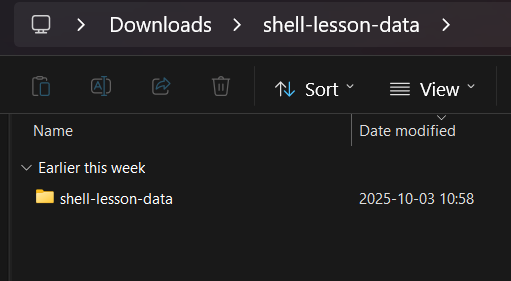 Downloads > shell-lesson-data >
Sort View
Name Date modified
Earlier this week
shell-lesson-data 2025-10-03 10:58